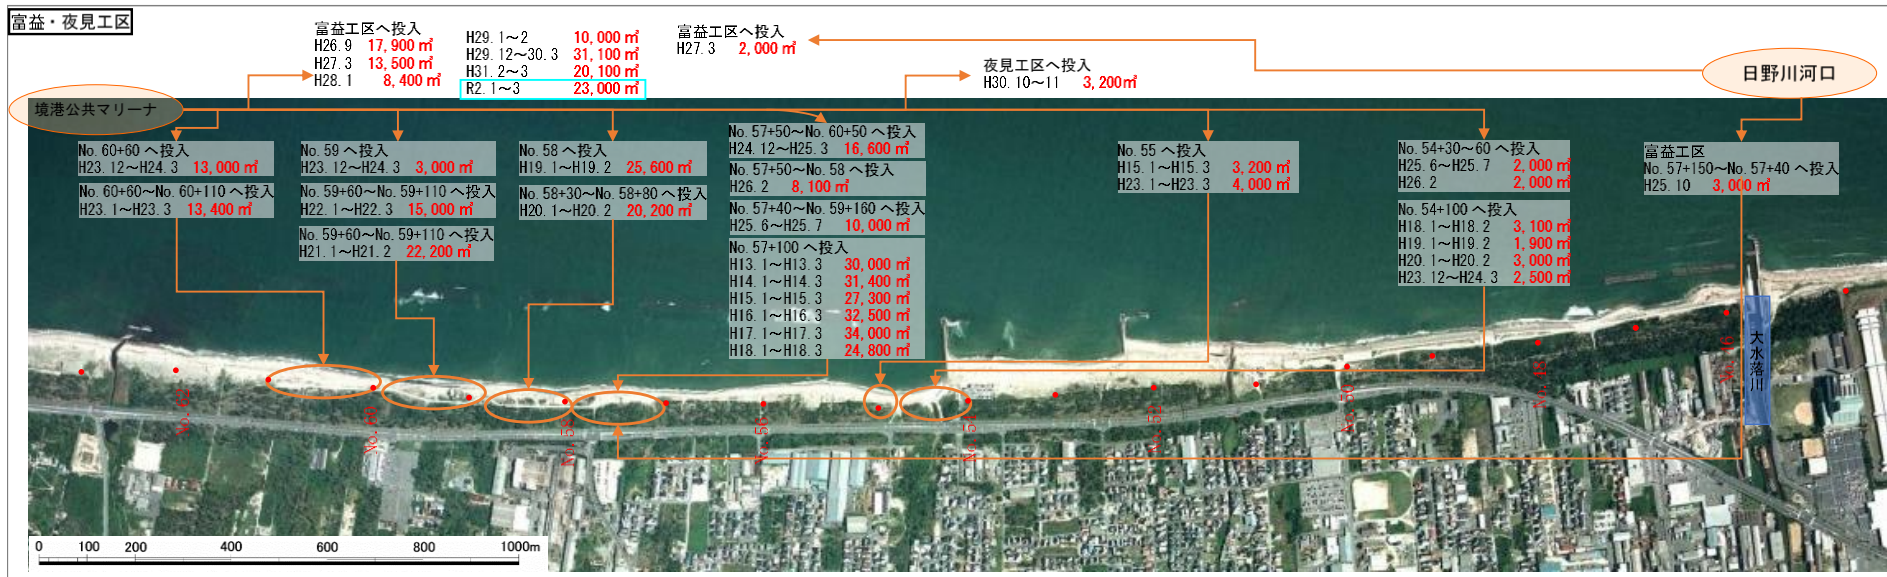 富益・夜見工区
富益工区へ投入
H26.9 17,900㎥
H27.3 13,500㎥
H28.1 8,400㎥
H29.1～2 10,000㎥
H29.12～30.3 31,100㎥
H31.2～3 20,100㎥
R2.1～3 23,000㎥
富益工区へ投入
H27.3 2,000㎥
夜見工区へ投入
H30.10～11 3,200㎥
日野川河口
境港公共マリーナ
No.60+60へ投入
H23.12～H24.3 13,000㎥
No.60+60～No.60+110へ投入
H23.1～H23.3 13,400㎥
No.59へ投入
H23.12～H24.3 3,000㎥
No.59+60～No.59+110へ投入
H22.1～H22.3 15,000㎥
No.59+60～No.59+110へ投入
H21.1～H21.2 22,200㎥
No.58へ投入
H19.1～H19.2 25,600㎥
No.58+30～No.58+80へ投入
H20.1～H20.2 20,200㎥
No.57+50～No.60+50へ投入
H24.12～H25.3 16,600㎥
No.57+50～No.58へ投入
H26.2 8,100㎥
No.57+40～No.59+160へ投入
H25.6～H25.7 10,000㎥
No.57+100へ投入
H13.1～H13.3 30,000㎥
H14.1～H14.3 31,400㎥
H15.1～H15.3 27,300㎥
H16.1～H16.3 32,500㎥
H17.1～H17.3 34,000㎥
H18.1～H18.3 24,800㎥
No.55へ投入
H15.1～H15.3 3,200㎥
H23.1～H23.3 4,000㎥
No.54+30～60へ投入
H25.6～H25.7 2,000㎥
H26.2 2,000㎥
No.54+100へ投入
H18.1～H18.2 3,100㎥
H19.1～H19.2 1,900㎥
H20.1～H20.2 3,000㎥
H23.12～H24.3 2,500㎥
富益工区
No.57+150～No.57+40へ投入
H25.10 3,000㎥
大水落川
No.62
No.60
No.58
No.56
No.54
No.52
No.50
No.48
No.46
0 100 200 400 600 800 1000m